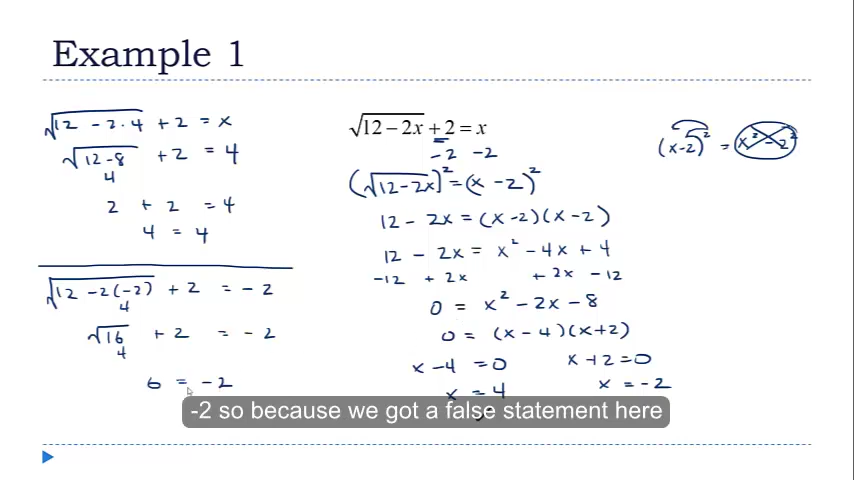 Example 1
√12 - 2·4 + 2 = x
√12-8 + 2 = 4
4
2 + 2 = 4
4 = 4
√12 - 2(-2) + 2 = -2
4
√16 + 2 = -2
4
6 = -2
√12 − 2x + 2 = x
-2 -2
(√12-2x)² = (x - 2)²
12 - 2x = (x-2)(x-2)
12 - 2x = x² - 4x + 4
-12 + 2x + 2x - 12
0 = x² - 2x - 8
0 = (x - 4)(x+2)
x - 4 = 0 x + 2 = 0
x = 4 x = -2
(x-2)² = x² - 2²
-2 so because we got a false statement here